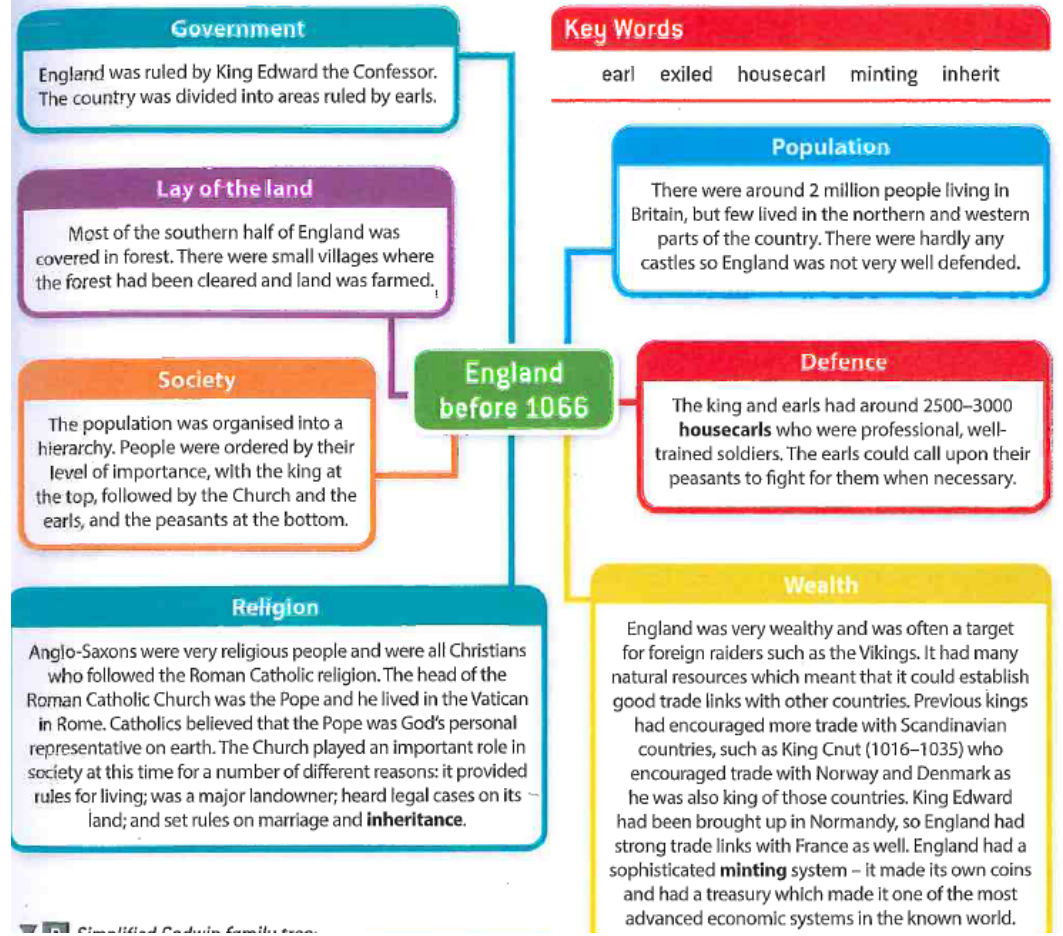 Government
England was ruled by King Edward the Confessor.
The country was divided into areas ruled by earls.
Key Words
earl exiled housecarl minting inherit
Lay of the land
Most of the southern half of England was
covered in forest. There were small villages where
the forest had been cleared and land was farmed.
Population
There were around 2 million people living in
Britain, but few lived in the northern and western
parts of the country. There were hardly any
castles so England was not very well defended.
England
before 1066
Society
The population was organised into a
hierarchy. People were ordered by their
level of importance, with the king at
the top, followed by the Church and the
earls, and the peasants at the bottom.
Defence
The king and earls had around 2500–3000
housecarls who were professional, well-
trained soldiers. The earls could call upon their
peasants to fight for them when necessary.
Religion
Anglo-Saxons were very religious people and were all Christians
who followed the Roman Catholic religion. The head of the
Roman Catholic Church was the Pope and he lived in the Vatican
in Rome. Catholics believed that the Pope was God's personal
representative on earth. The Church played an important role in
society at this time for a number of different reasons: it provided
rules for living; was a major landowner; heard legal cases on its
land; and set rules on marriage and inheritance.
Wealth
England was very wealthy and was often a target
for foreign raiders such as the Vikings. It had many
natural resources which meant that it could establish
good trade links with other countries. Previous kings
had encouraged more trade with Scandinavian
countries, such as King Cnut (1016–1035) who
encouraged trade with Norway and Denmark as
he was also king of those countries. King Edward
had been brought up in Normandy, so England had
strong trade links with France as well. England had a
sophisticated minting system – it made its own coins
and had a treasury which made it one of the most
advanced economic systems in the known world.
Simplified Godwin family tree: